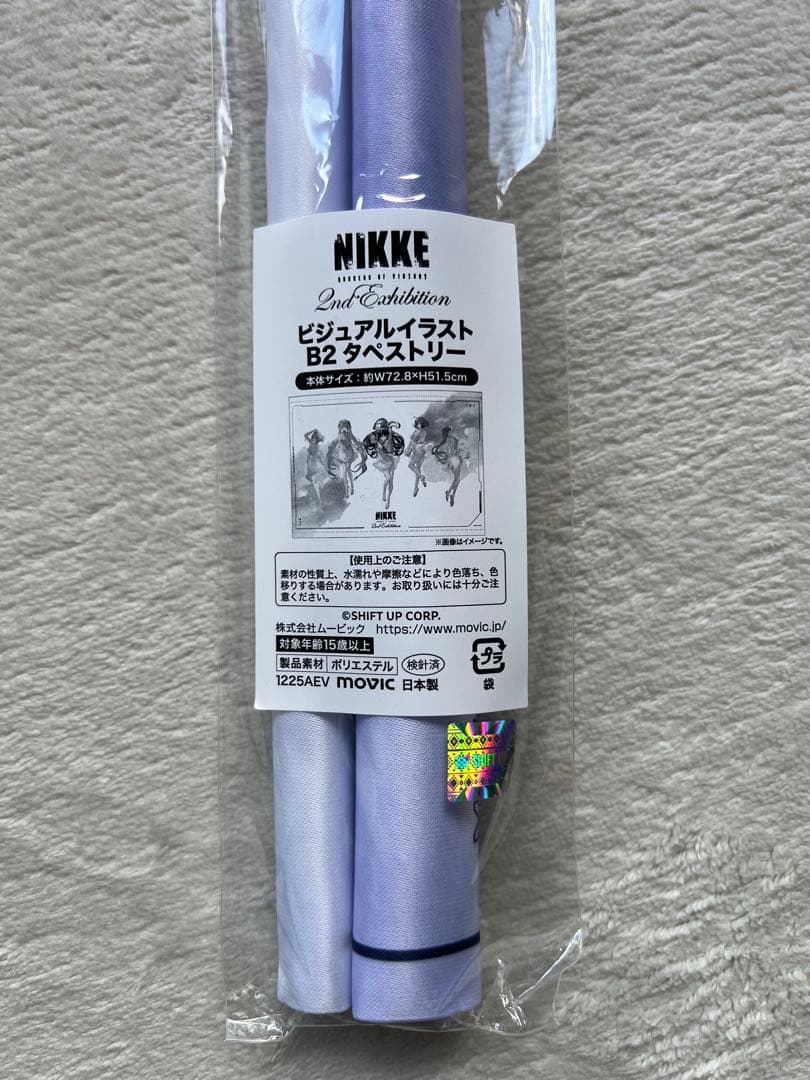 NIKKE
GODDESS OF VICTORY
2nd Exhibition
ビジュアルイラスト
B2 タペストリー
本体サイズ：約W72.8×H51.5cm
NIKKE
2nd Exhibition
※画像はイメージです。
【使用上のご注意】
素材の性質上、水濡れや摩擦などにより色落ち、色
移りする場合があります。お取り扱いには十分ご注
意ください。
©SHIFT UP CORP.
株式会社ムービック https://www.movic.jp/
対象年齢15歳以上
製品素材 ポリエステル 検針済 プラ
1225AEV movic 日本製 袋
SHIFT U